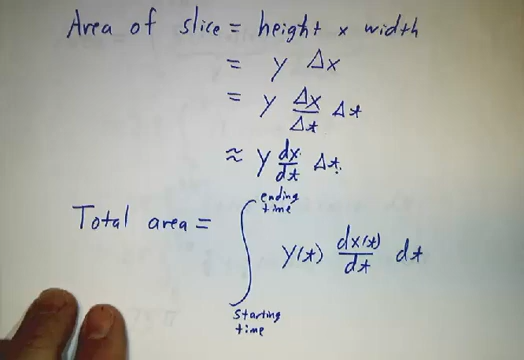 Area of slice = height x width
= y Δx
= y Δx/Δt Δt
≈ y dx/dt Δt
Total area = ∫ ending time starting time y(t) dx(t)/dt dt